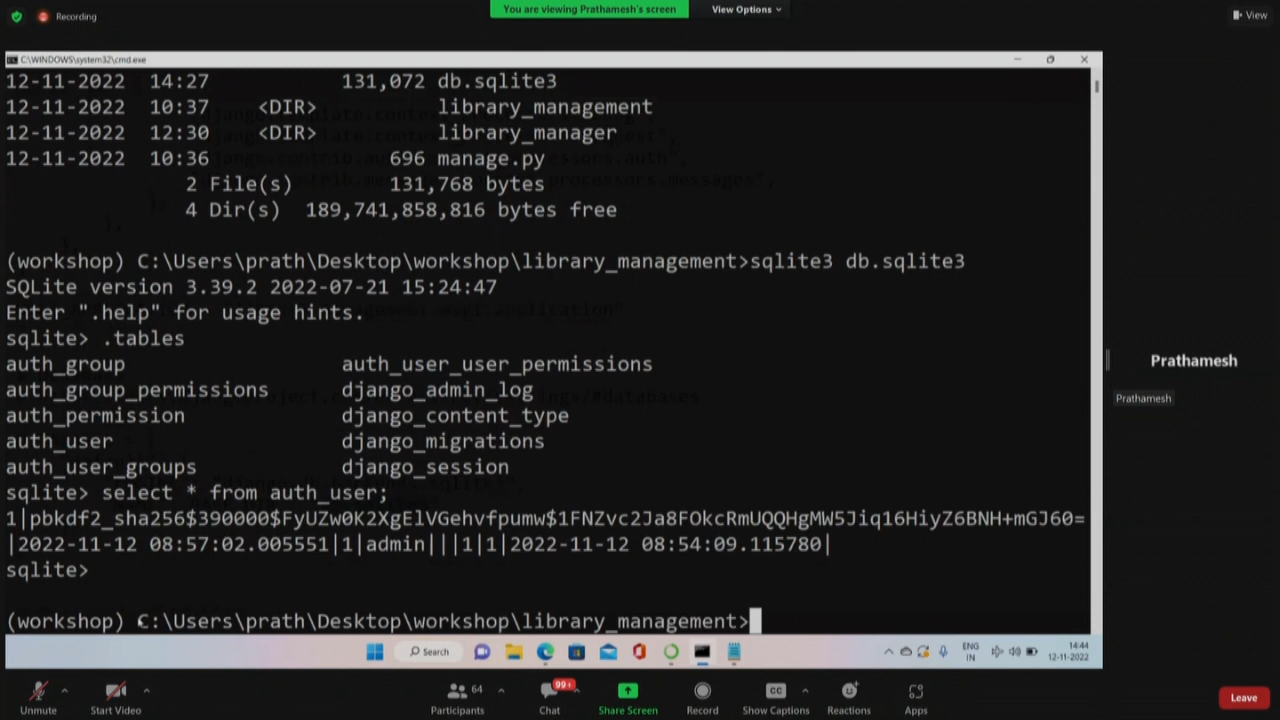 Recording
You are viewing Prathamesh's screen
View Options
View
C:\WINDOWS\system32\cmd.exe
12-11-2022 14:27 131,072 db.sqlite3
12-11-2022 10:37 <DIR> library_management
12-11-2022 12:30 <DIR> library_manager
12-11-2022 10:36 696 manage.py
2 File(s) 131,768 bytes
4 Dir(s) 189,741,858,816 bytes free
(workshop) C:\Users\prath\Desktop\workshop\library_management>sqlite3 db.sqlite3
SQLite version 3.39.2 2022-07-21 15:24:47
Enter ".help" for usage hints.
sqlite> .tables
auth_group auth_user_user_permissions
auth_group_permissions django_admin_log
auth_permission django_content_type
auth_user django_migrations
auth_user_groups django_session
sqlite> select * from auth_user;
1|pbkdf2_sha256$390000$FyUZw0K2XgElVGehvfpumw$1FNZvc2Ja8FOkcRmUQQHgMW5Jiq16HiyZ6BNH+mGJ60=
|2022-11-12 08:57:02.005551|1|admin|||1|1|2022-11-12 08:54:09.115780|
sqlite>
(workshop) C:\Users\prath\Desktop\workshop\library_management>
Prathamesh
Prathamesh
Search
ENG
IN
14:44
12-11-2022
Unmute
Start Video
64
Participants
99+
Chat
Share Screen
Record
CC
Show Captions
Reactions
Apps
Leave